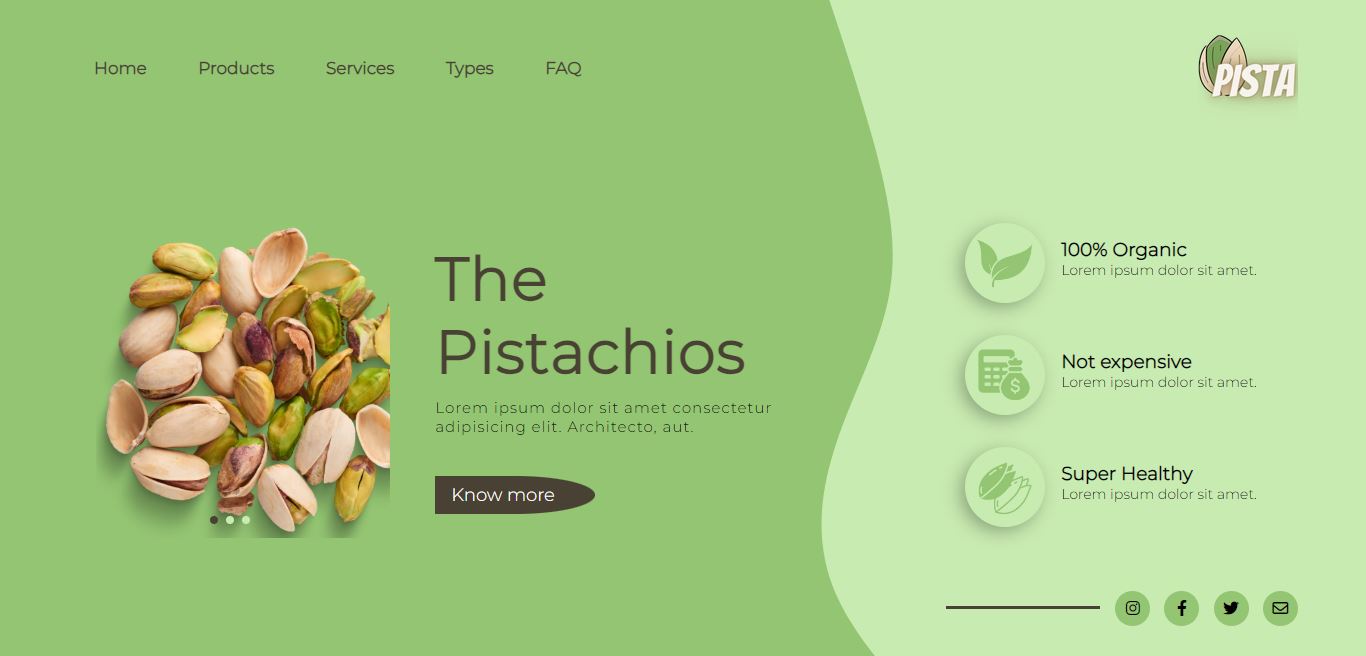 Home Products Services Types FAQ
PISTA
The
Pistachios
Lorem ipsum dolor sit amet consectetur
adipisicing elit. Architecto, aut.
Know more
100% Organic
Lorem ipsum dolor sit amet.
Not expensive
Lorem ipsum dolor sit amet.
$
Super Healthy
Lorem ipsum dolor sit amet.